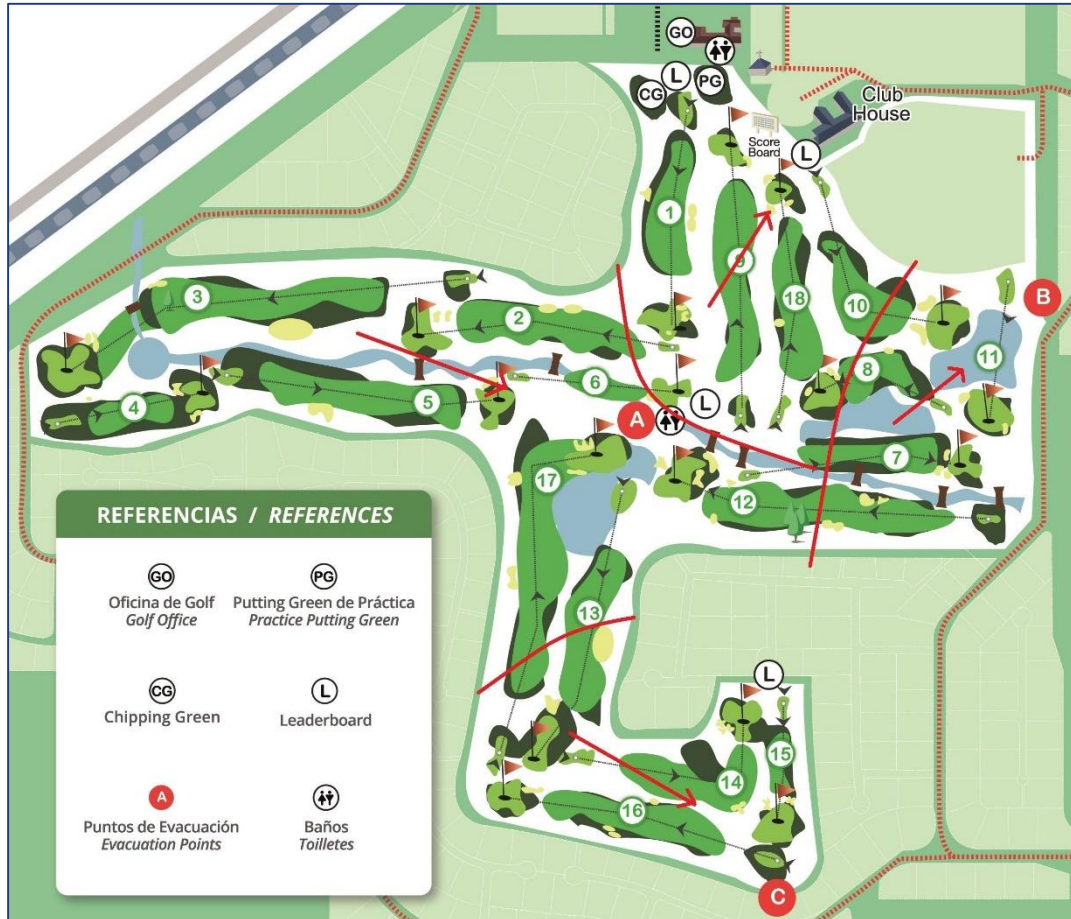 GO
L
CG
PG
Club
House
Score
Board
L
1
9
18
10
3
2
B
11
8
6
4
5
A
L
7
17
12
REFERENCIAS / REFERENCES
GO
Oficina de Golf
Golf Office
PG
Putting Green de Práctica
Practice Putting Green
13
CG
Chipping Green
L
Leaderboard
L
15
14
16
A
Puntos de Evacuación
Evacuation Points
Baños
Toilletes
C